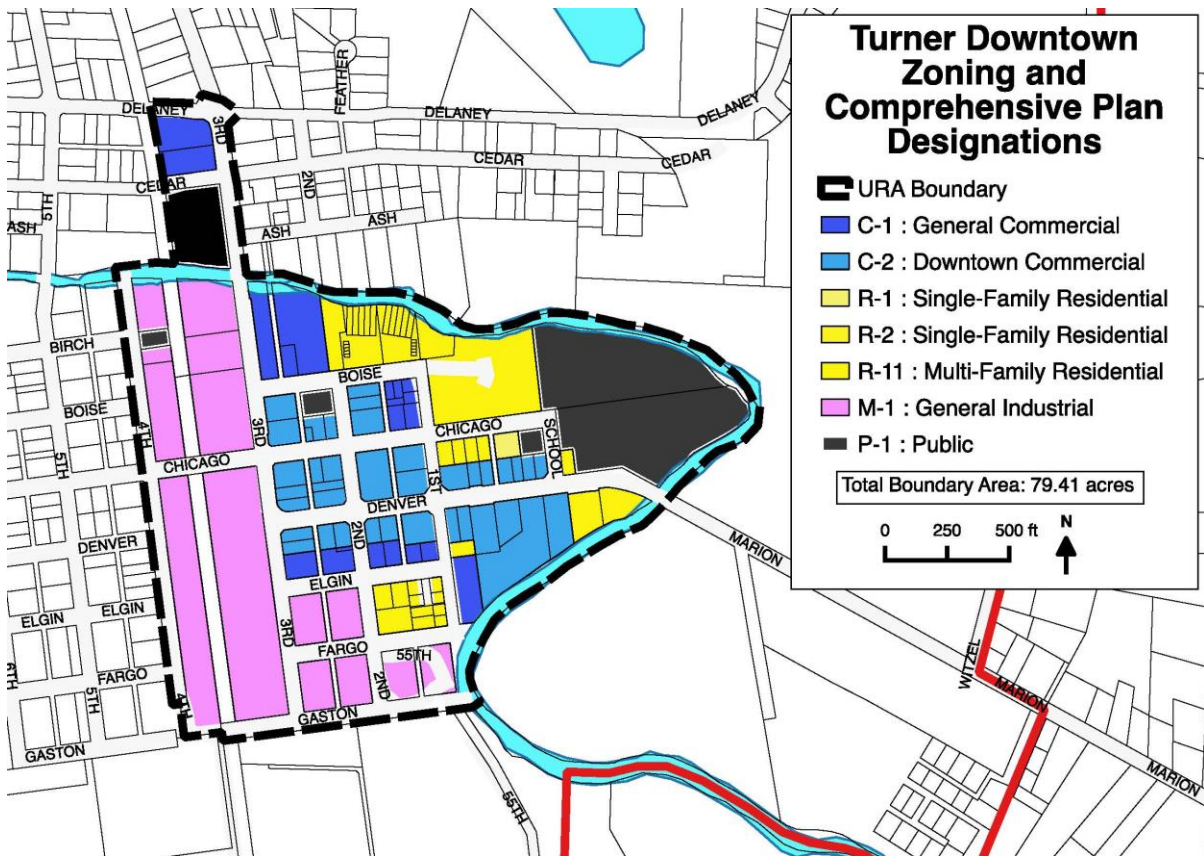 Turner Downtown
Zoning and
Comprehensive Plan
Designations
URA Boundary
C-1 : General Commercial
C-2 : Downtown Commercial
R-1 : Single-Family Residential
R-2 : Single-Family Residential
R-11 : Multi-Family Residential
M-1 : General Industrial
P-1 : Public
Total Boundary Area: 79.41 acres
0 250 500 ft
N
FEATHER
DELANEY
3RD
DELANEY
DELANEY
CEDAR
CEDAR
CEDAR
2ND
5TH
ASH
ASH
ASH
BIRCH
BOISE
BOISE
4TH
3RD
CHICAGO
SCHOOL
CHICAGO
5TH
1ST
DENVER
2ND
DENVER
MARION
ELGIN
ELGIN
3RD
FARGO
55TH
FARGO
6TH
5TH
4TH
2ND
GASTON
GASTON
WITZEL
MARION
MARION
55TH